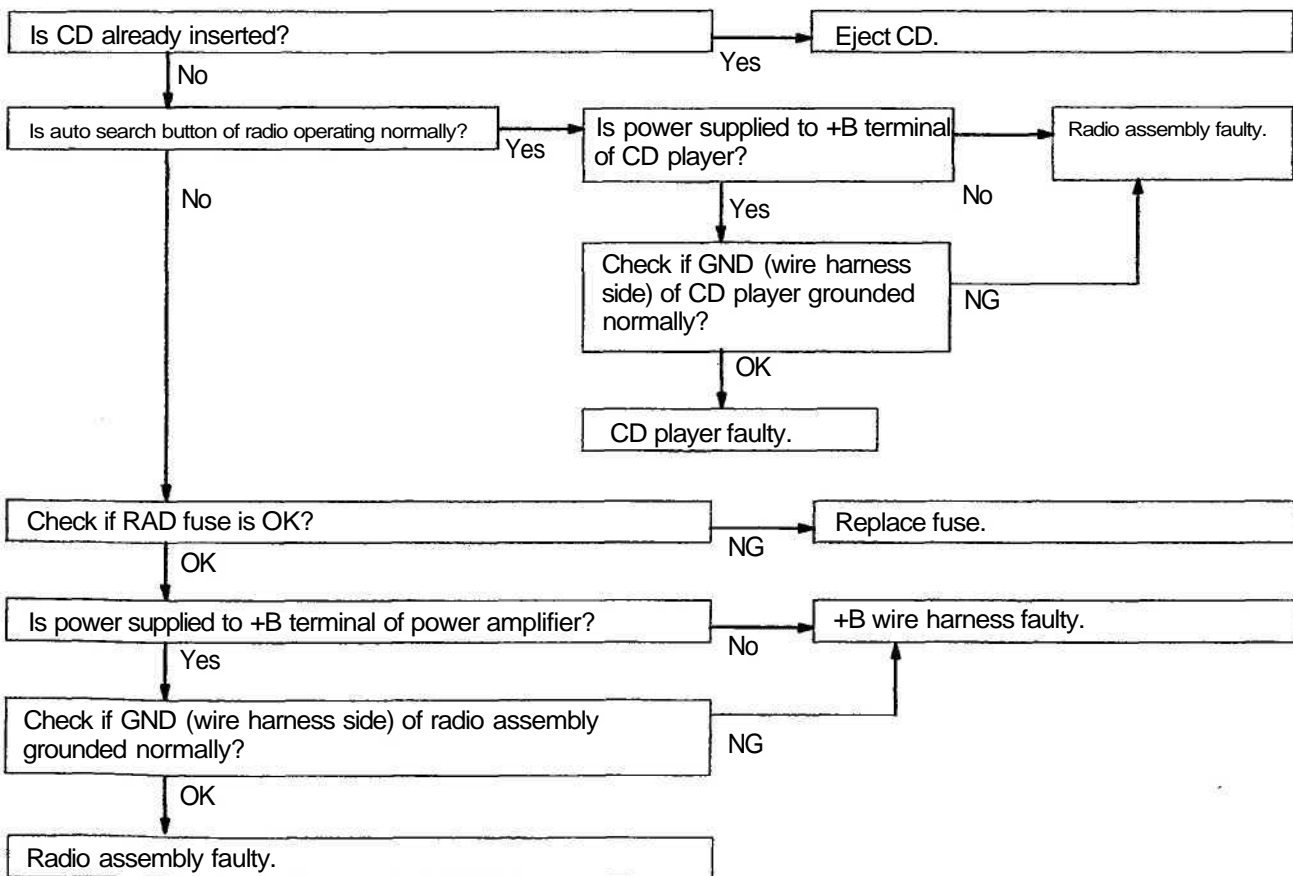 Is CD already inserted?
Eject CD.
Yes
No
Is auto search button of radio operating normally?
Yes
Is power supplied to +B terminal
of CD player?
Radio assembly faulty.
No
No
Yes
Check if GND (wire harness
side) of CD player grounded
normally?
NG
OK
CD player faulty.
Check if RAD fuse is OK?
Replace fuse.
NG
OK
Is power supplied to +B terminal of power amplifier?
+B wire harness faulty.
No
Yes
Check if GND (wire harness side) of radio assembly
grounded normally?
NG
OK
Radio assembly faulty.